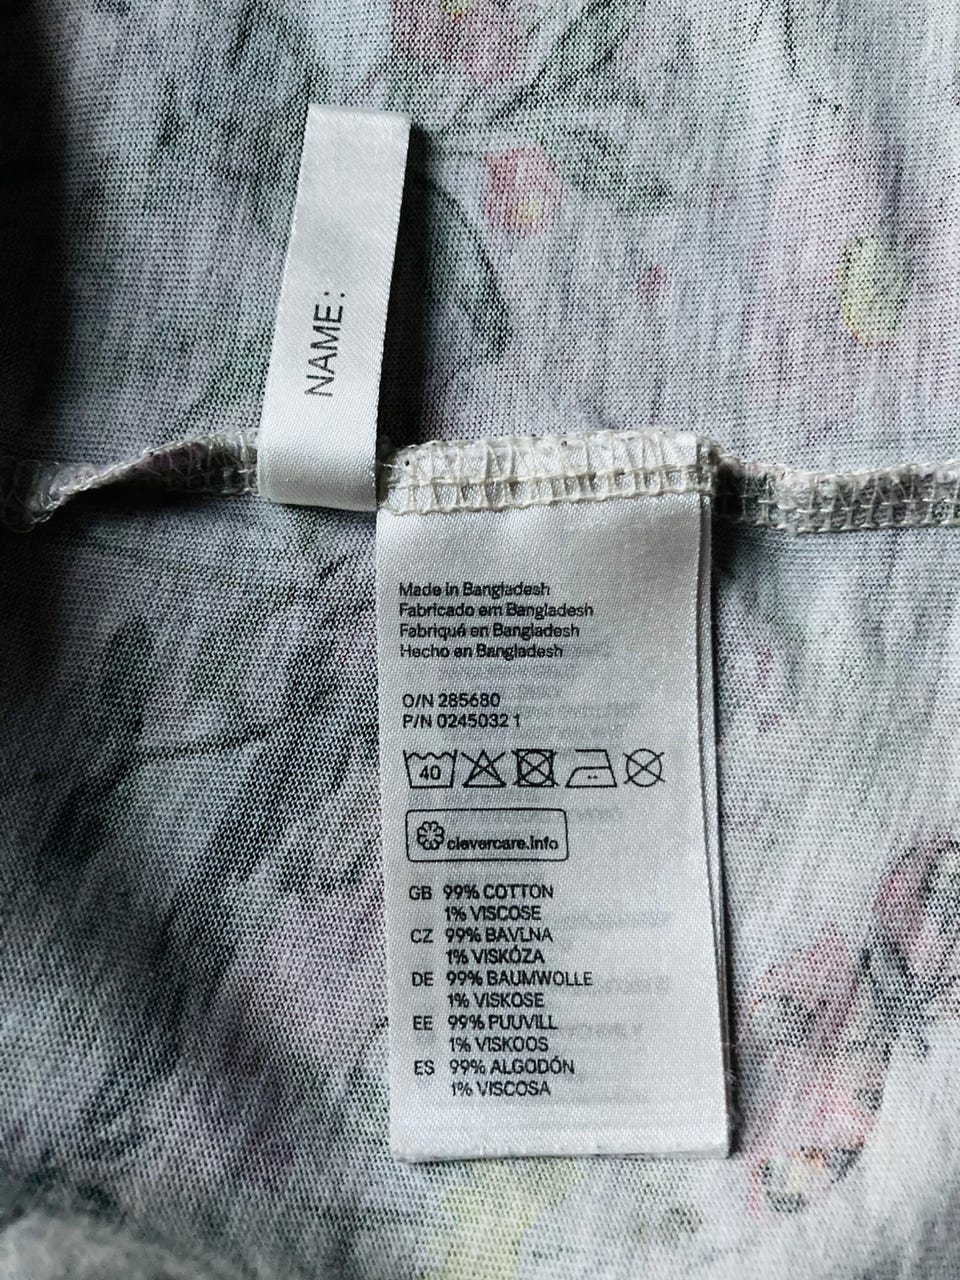 NAME:
Made in Bangladesh
Fabricado em Bangladesh
Fabriqué en Bangladesh
Hecho en Bangladesh
O/N 285680
P/N 0245032 1
40
clevercare.info
GB 99% COTTON
1% VISCOSE
CZ 99% BAVLNA
1% VISKÓZA
DE 99% BAUMWOLLE
1% VISKOSE
EE 99% PUUVILL
1% VISKOOS
ES 99% ALGODÓN
1% VISCOSA